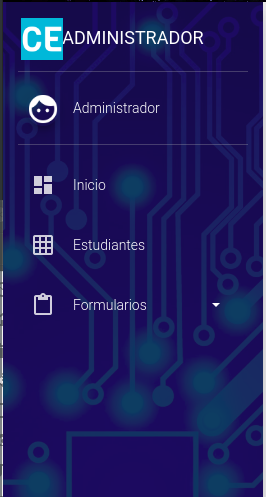 CE ADMINISTRADOR
Administrador
Inicio
Estudiantes
Formularios